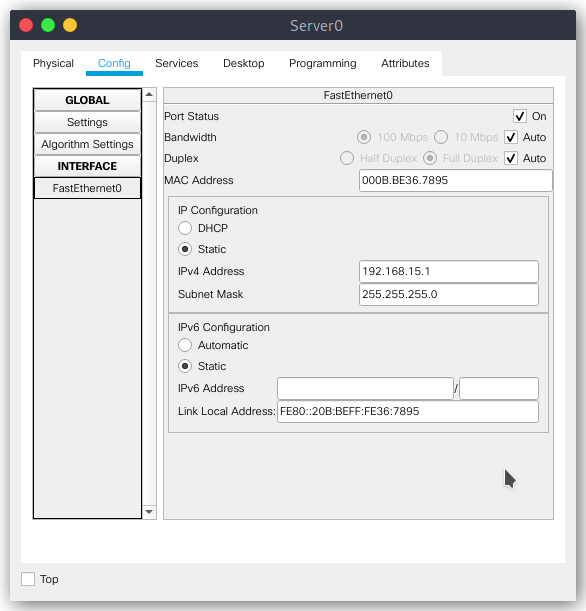 Server0
Physical Config Services Desktop Programming Attributes
GLOBAL
Settings
Algorithm Settings
INTERFACE
FastEthernet0
FastEthernet0
Port Status On
Bandwidth 100 Mbps 10 Mbps Auto
Duplex Half Duplex Full Duplex Auto
MAC Address 000B.BE36.7895
IP Configuration
DHCP
Static
IPv4 Address 192.168.15.1
Subnet Mask 255.255.255.0
IPv6 Configuration
Automatic
Static
IPv6 Address /
Link Local Address: FE80::20B:BEFF:FE36:7895
Top